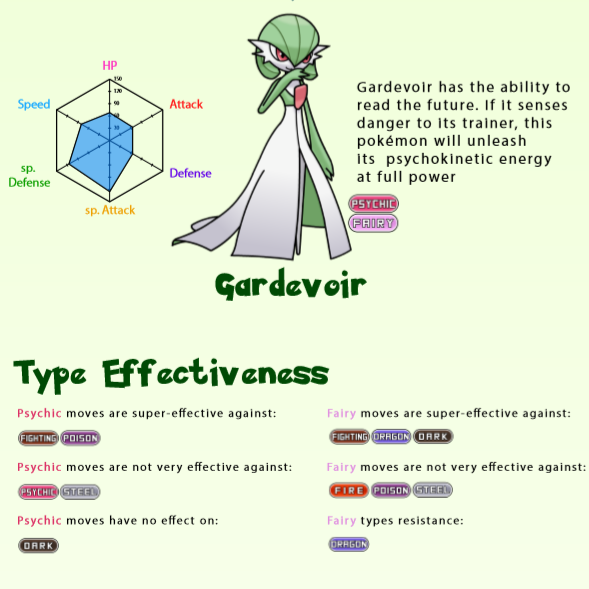 HP
150
120
90
60
30
Speed
Attack
sp.
Defense
Defense
sp. Attack
Gardevoir has the ability to
read the future. If it senses
danger to its trainer, this
pokémon will unleash
its psychokinetic energy
at full power
PSYCHIC
FAIRY
Gardevoir
Type Effectiveness
Psychic moves are super-effective against:
FIGHTING POISON
Psychic moves are not very effective against:
PSYCHIC STEEL
Psychic moves have no effect on:
DARK
Fairy moves are super-effective against:
FIGHTING DRAGON DARK
Fairy moves are not very effective against:
FIRE POISON STEEL
Fairy types resistance:
DRAGON